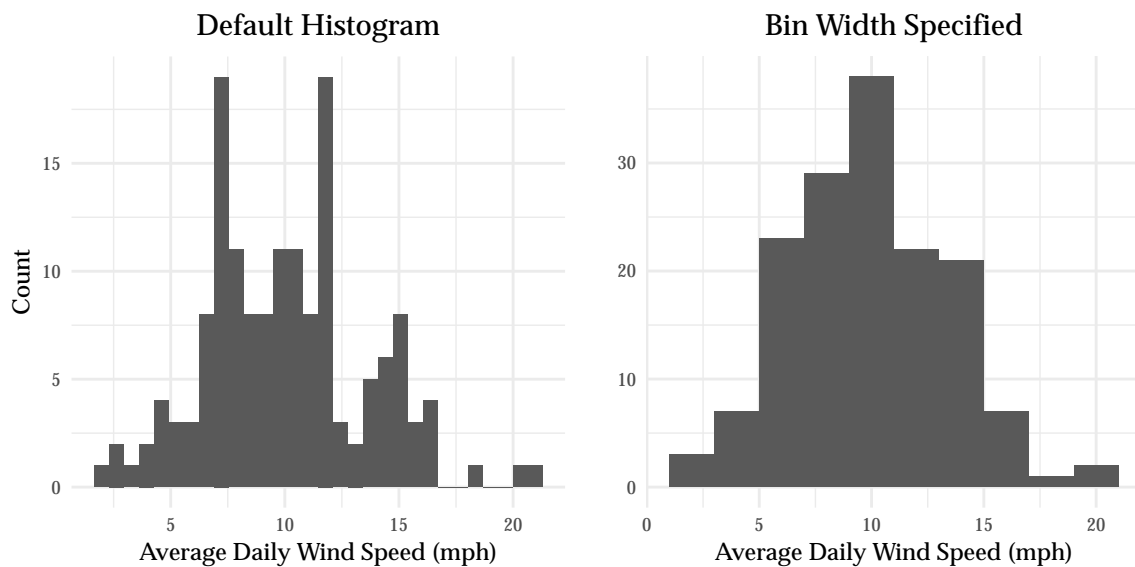 Default Histogram
Count
15
10
5
0
5 10 15 20
Average Daily Wind Speed (mph)
Bin Width Specified
30
20
10
0
0 5 10 15 20
Average Daily Wind Speed (mph)